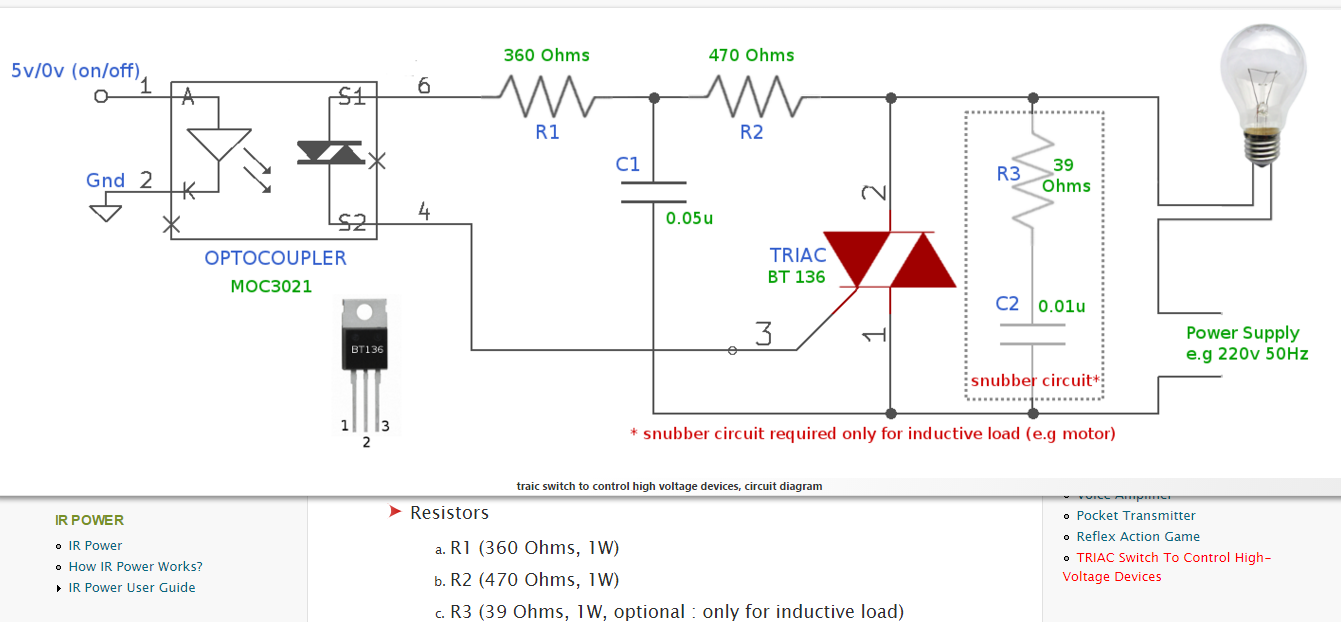 360 Ohms
470 Ohms
5v/0v (on/off)
1
A
S1
6
R1
R2
C1
R3
39
Ohms
Gnd
2
K
S2
4
2
0.05u
OPTOCOUPLER
MOC3021
TRIAC
BT 136
C2
0.01u
3
1
Power Supply
e.g 220v 50Hz
BT136
snubber circuit*
1
3
2
* snubber circuit required only for inductive load (e.g motor)
traic switch to control high voltage devices, circuit diagram
IR POWER
IR Power
How IR Power Works?
IR Power User Guide
Resistors
a. R1 (360 Ohms, 1W)
b. R2 (470 Ohms, 1W)
c. R3 (39 Ohms, 1W, optional : only for inductive load)
Pocket Transmitter
Reflex Action Game
TRIAC Switch To Control High-
Voltage Devices